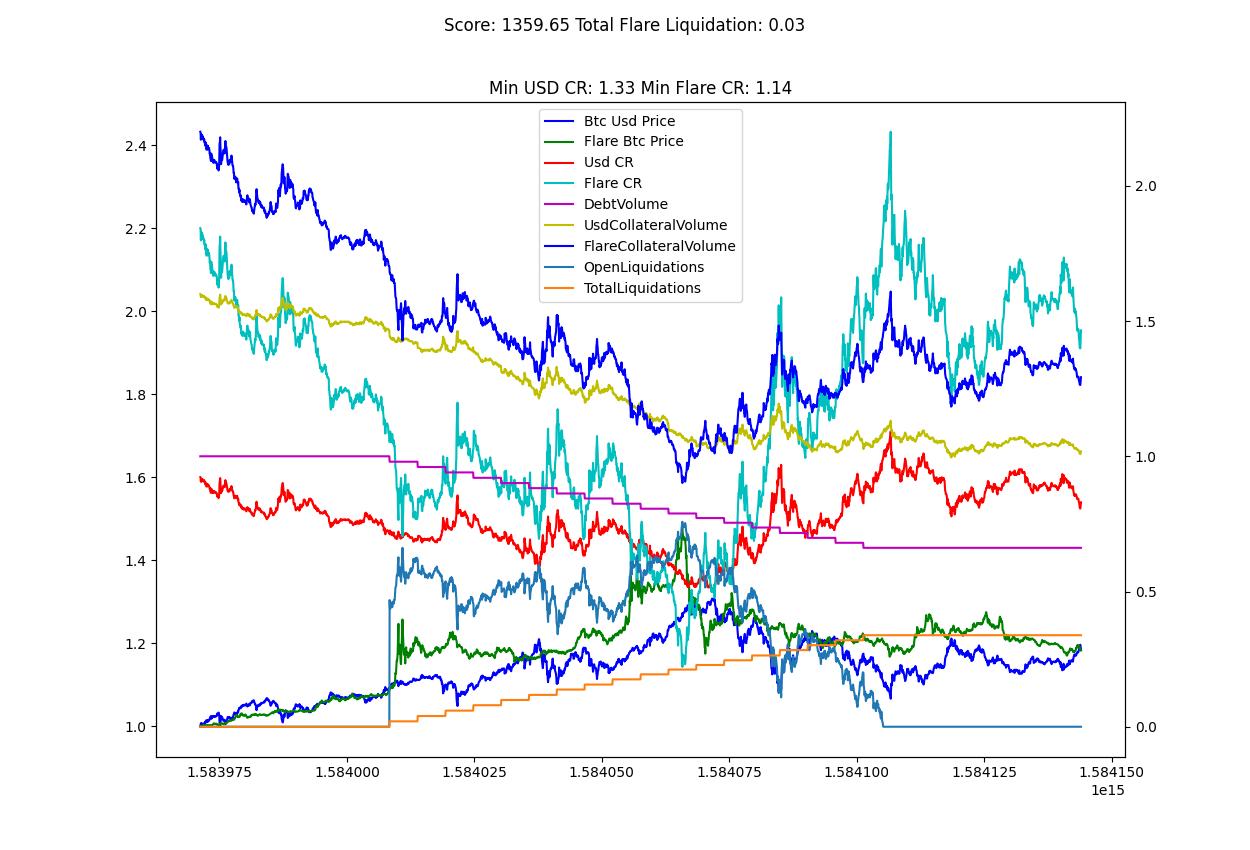 Score: 1359.65 Total Flare Liquidation: 0.03
Min USD CR: 1.33 Min Flare CR: 1.14
Btc Usd Price
Flare Btc Price
Usd CR
Flare CR
DebtVolume
UsdCollateralVolume
FlareCollateralVolume
OpenLiquidations
TotalLiquidations
2.4
2.2
2.0
1.8
1.6
1.4
1.2
1.0
2.0
1.5
1.0
0.5
0.0
1.583975 1.584000 1.584025 1.584050 1.584075 1.584100 1.584125 1.584150
1e15